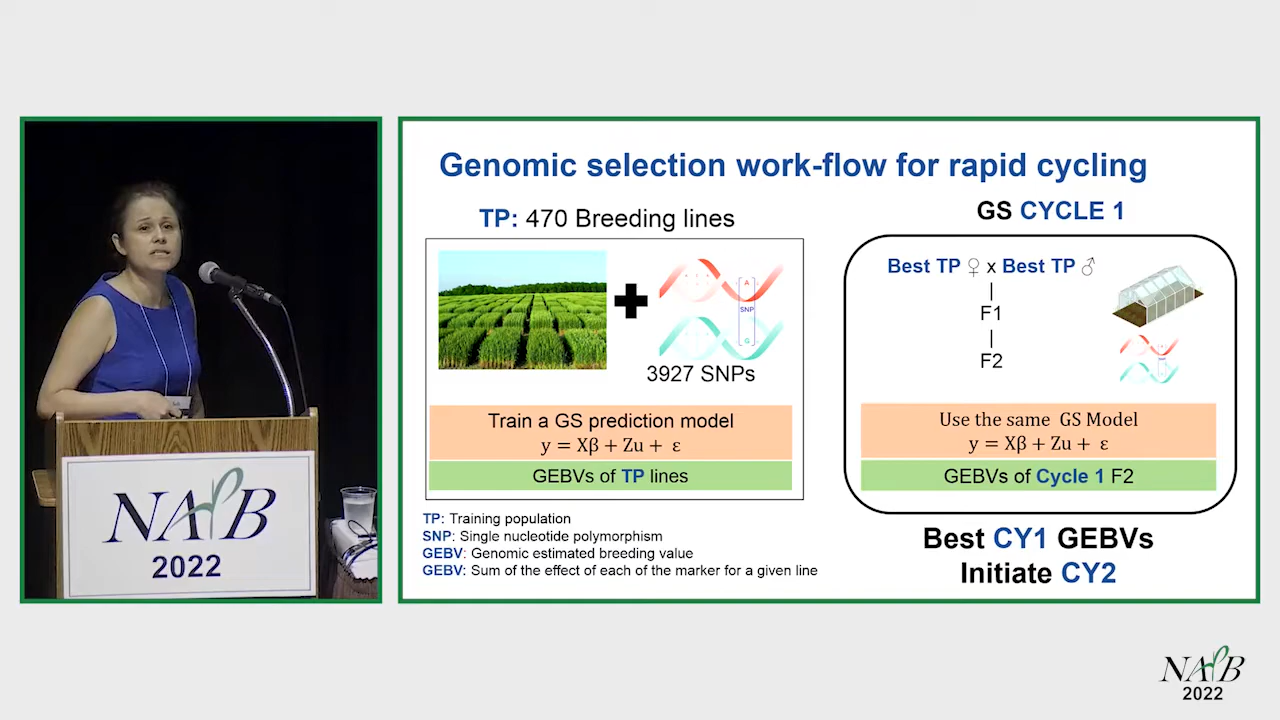 NAPB
2022
Genomic selection work-flow for rapid cycling
TP: 470 Breeding lines
A
SNP
G
3927 SNPs
Train a GS prediction model
y = Xβ + Zu + ε
GEBVs of TP lines
TP: Training population
SNP: Single nucleotide polymorphism
GEBV: Genomic estimated breeding value
GEBV: Sum of the effect of each of the marker for a given line
GS CYCLE 1
Best TP ♀ x Best TP ♂
F1
F2
Use the same GS Model
y = Xβ + Zu + ε
GEBVs of Cycle 1 F2
Best CY1 GEBVs
Initiate CY2
NAPB
2022